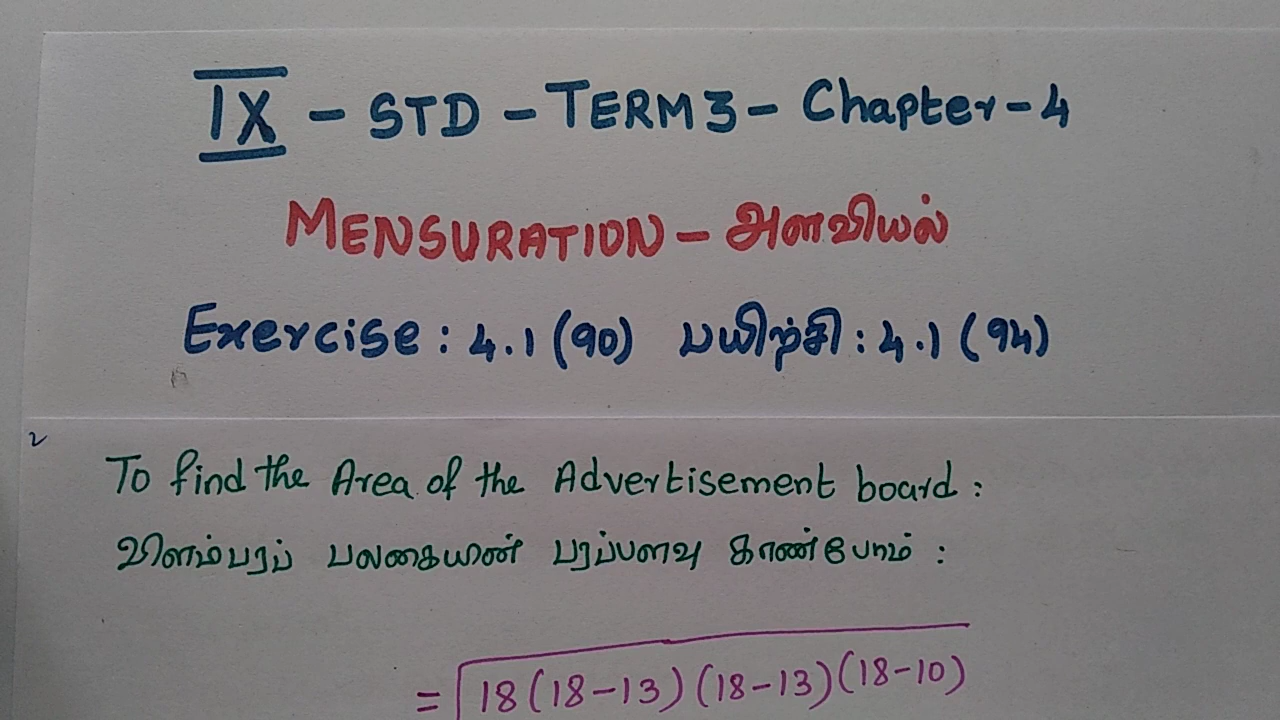 IX - STD - TERM 3 - Chapter - 4
MENSURATION - அளவியல்
Exercise : 4.1 (90) பயிற்சி : 4.1 (94)
To find the Area of the Advertisement board :
விளம்பரப் பலகையின் பரப்பளவு காண்போம் :
= √18(18-13)(18-13)(18-10)